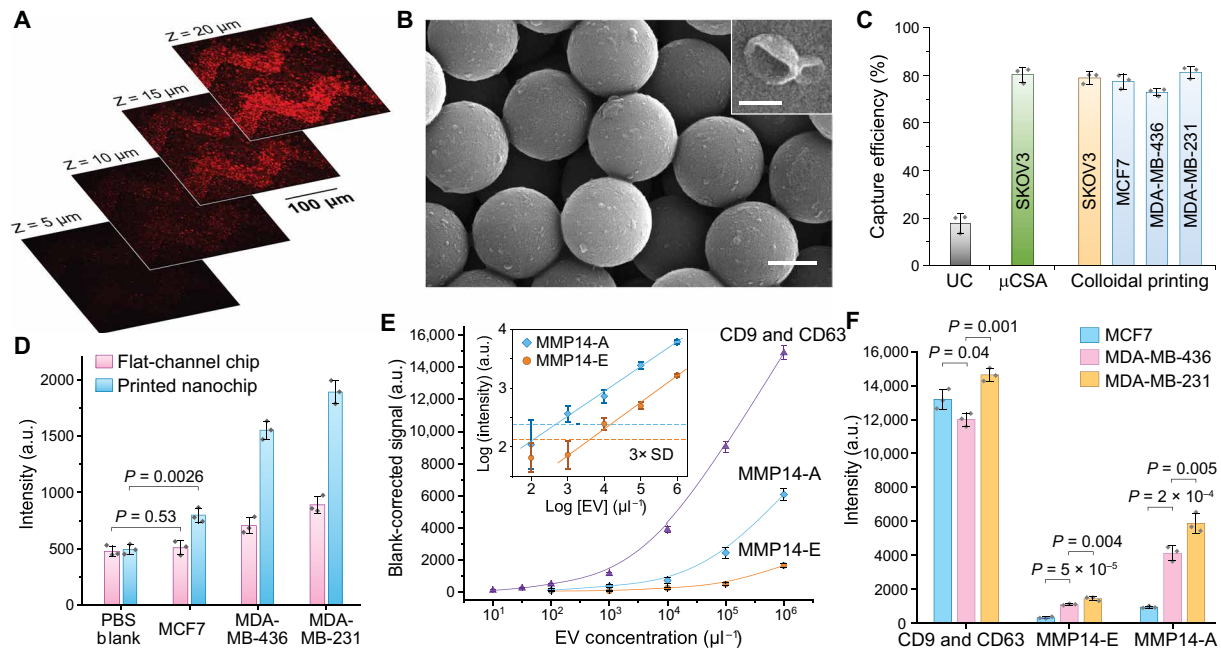 A
Z = 20 µm
Z = 15 µm
Z = 10 µm
Z = 5 µm
100 µm
B
C
Capture efficiency (%)
100
80
60
40
20
0
SKOV3
SKOV3
MCF7
MDA-MB-436
MDA-MB-231
UC
µCSA
Colloidal printing
D
Flat-channel chip
Printed nanochip
Intensity (a.u.)
2000
1500
1000
500
0
P = 0.0026
P = 0.53
PBS
blank
MCF7
MDA-
MB-436
MDA-
MB-231
E
Blank-corrected signal (a.u.)
16,000
14,000
12,000
10,000
8000
6000
4000
2000
0
MMP14-A
MMP14-E
Log (intensity) (a.u.)
4
3
2
3× SD
2 3 4 5 6
Log [EV] (µl⁻¹)
CD9 and CD63
MMP14-A
MMP14-E
10¹ 10² 10³ 10⁴ 10⁵ 10⁶
EV concentration (µl⁻¹)
F
MCF7
MDA-MB-436
MDA-MB-231
P = 0.001
P = 0.04
Intensity (a.u.)
16,000
14,000
12,000
10,000
8000
6000
4000
2000
0
P = 0.004
P = 5 × 10⁻⁵
P = 0.005
P = 2 × 10⁻⁴
CD9 and CD63
MMP14-E
MMP14-A